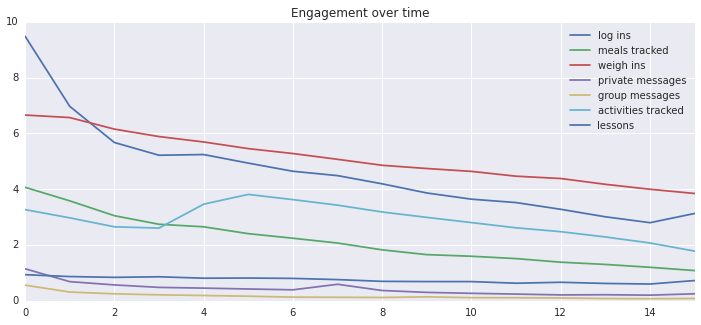 Engagement over time
10
8
6
4
2
0
log ins
meals tracked
weigh ins
private messages
group messages
activities tracked
lessons
0 2 4 6 8 10 12 14